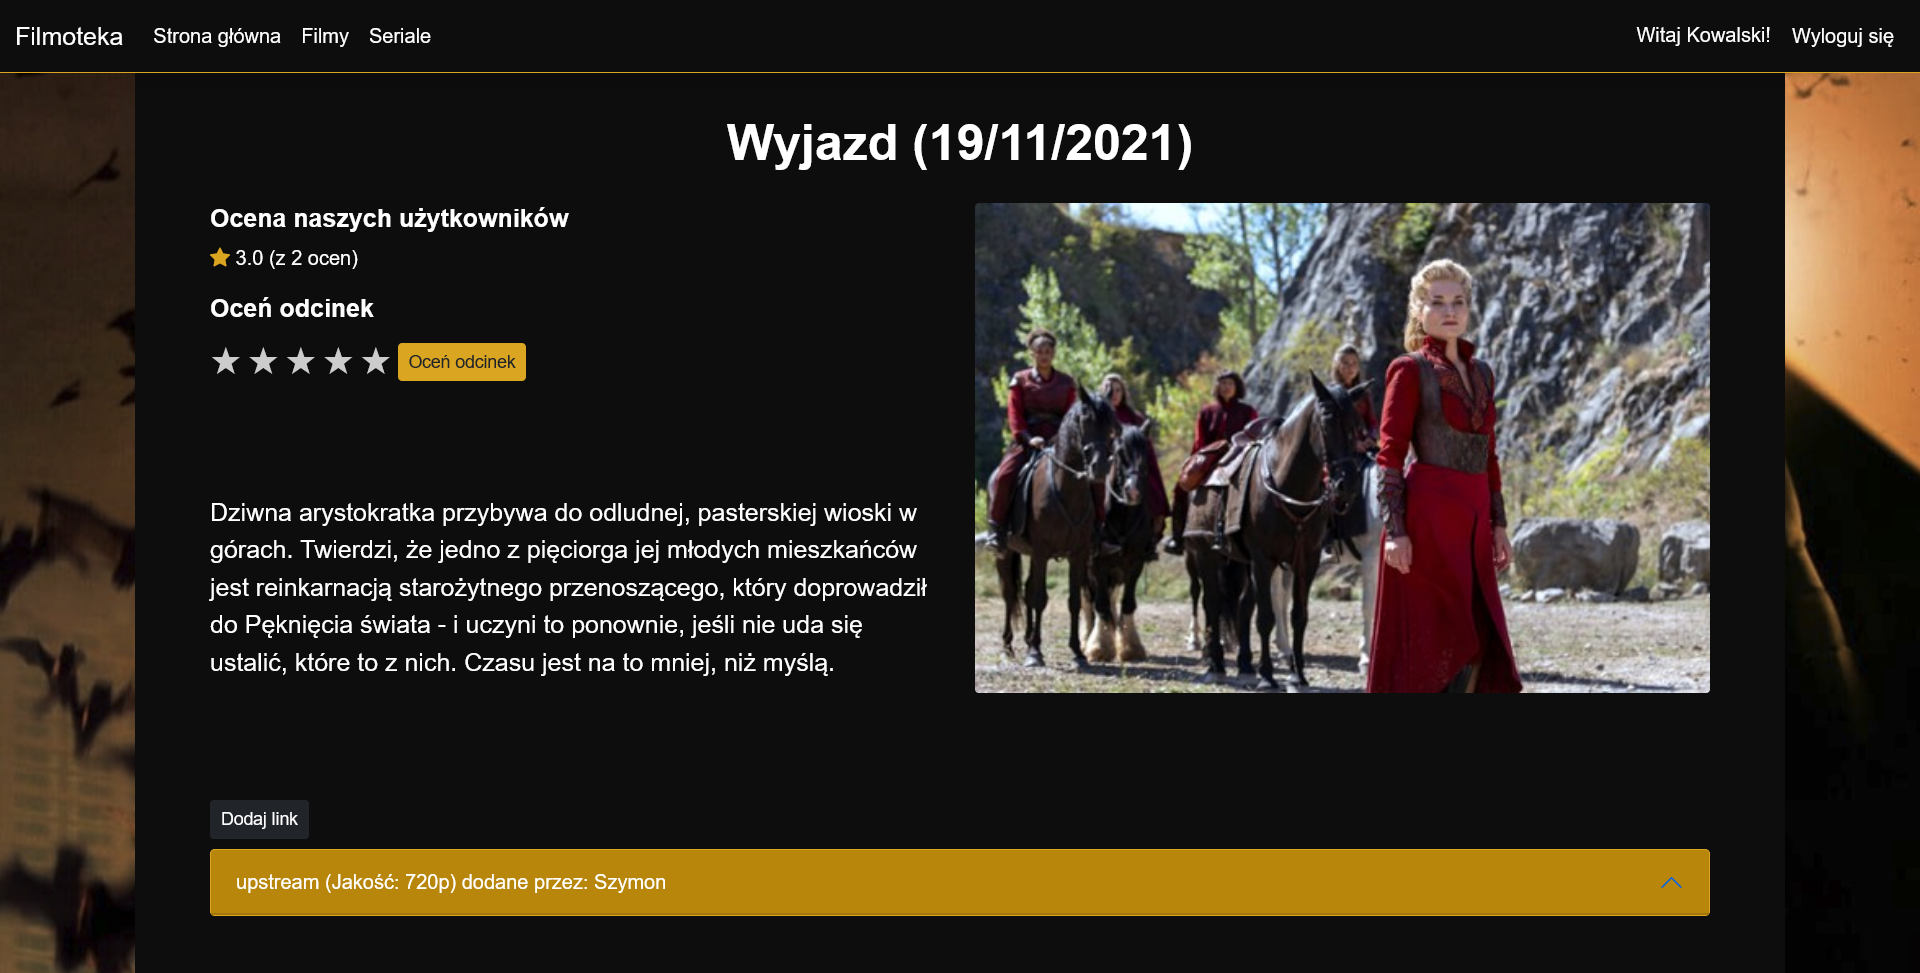 Filmoteka Strona główna Filmy Seriale Witaj Kowalski! Wyloguj się
Wyjazd (19/11/2021)
Ocena naszych użytkowników
3.0 (z 2 ocen)
Oceń odcinek
Oceń odcinek
Dziwna arystokratka przybywa do odludnej, pasterskiej wioski w
górach. Twierdzi, że jedno z pięciorga jej młodych mieszkańców
jest reinkarnacją starożytnego przenoszącego, który doprowadził
do Pęknięcia świata - i uczyni to ponownie, jeśli nie uda się
ustalić, które to z nich. Czasu jest na to mniej, niż myślą.
Dodaj link
upstream (Jakość: 720p) dodane przez: Szymon